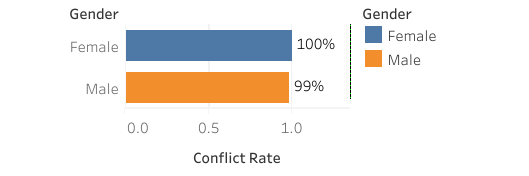 Gender
Female 100%
Male 99%
0.0 0.5 1.0
Conflict Rate
Gender
Female
Male